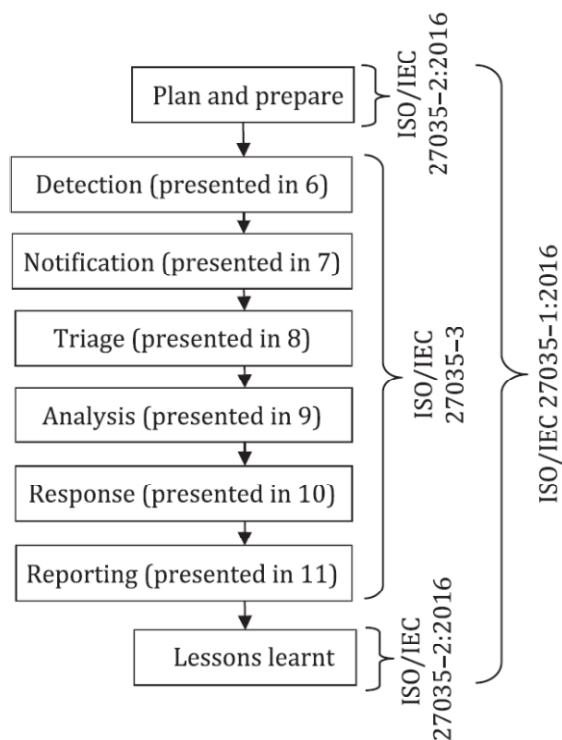 Plan and prepare
ISO/IEC
27035–2:2016
Detection (presented in 6)
Notification (presented in 7)
Triage (presented in 8)
Analysis (presented in 9)
Response (presented in 10)
Reporting (presented in 11)
ISO/IEC
27035–3
ISO/IEC 27035–1:2016
Lessons learnt
ISO/IEC
27035–2:2016